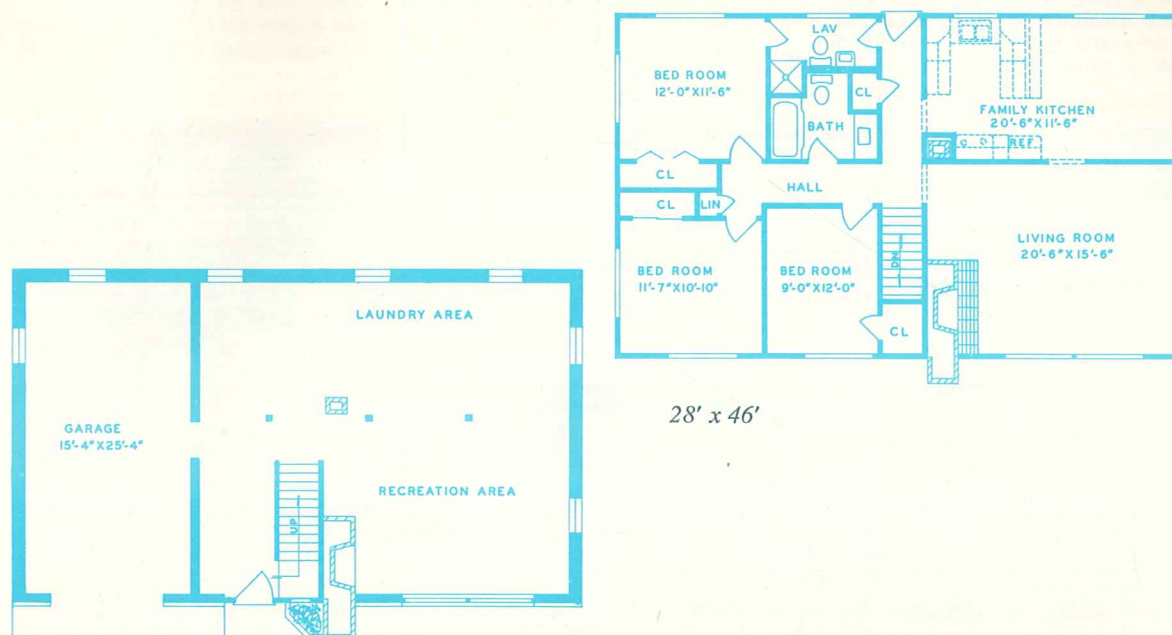 LAV
BED ROOM
12'-0"X11'-6"
CL
BATH
FAMILY KITCHEN
20'-6"X11'-6"
REF
CL
HALL
CL
LIN
LIVING ROOM
20'-6"X15'-6"
BED ROOM
11'-7"X10'-10"
BED ROOM
9'-0"X12'-0"
DN
CL
28' x 46'
LAUNDRY AREA
GARAGE
15'-4"X25'-4"
RECREATION AREA
UP